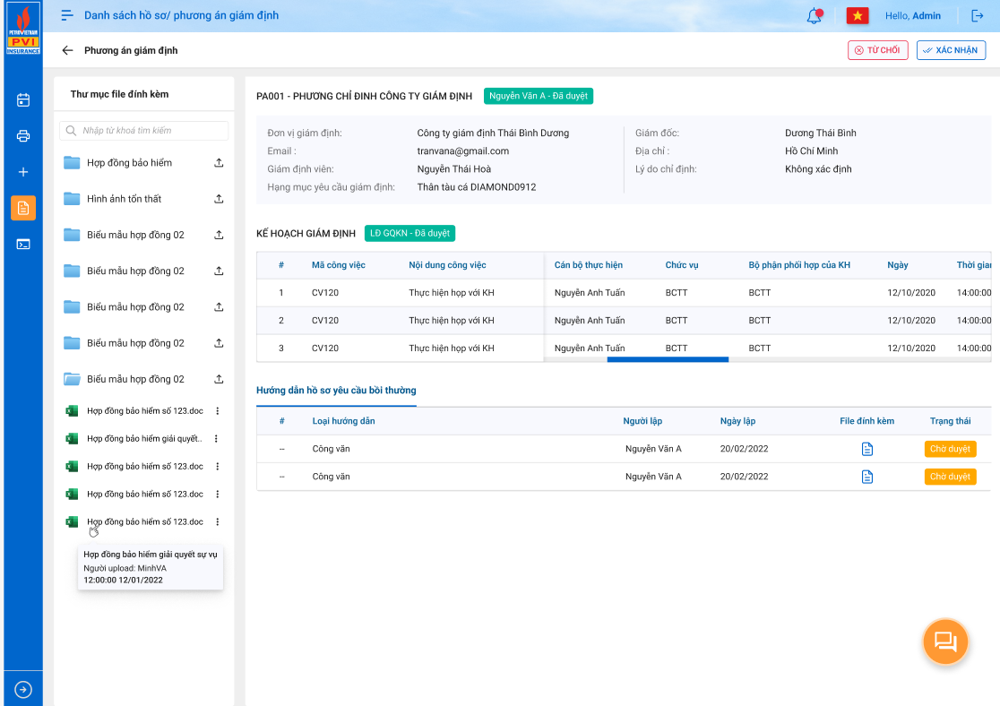 PETROVIETNAM
PVI
INSURANCE
Danh sách hồ sơ/ phương án giám định
Hello, Admin
Phương án giám định
TỪ CHỐI
XÁC NHẬN
Thư mục file đính kèm
Nhập từ khoá tìm kiếm
Hợp đồng bảo hiểm
Hình ảnh tổn thất
Biểu mẫu hợp đồng 02
Biểu mẫu hợp đồng 02
Biểu mẫu hợp đồng 02
Biểu mẫu hợp đồng 02
Biểu mẫu hợp đồng 02
Hợp đồng bảo hiểm số 123.doc
Hợp đồng bảo hiểm giải quyết..
Hợp đồng bảo hiểm số 123.doc
Hợp đồng bảo hiểm số 123.doc
Hợp đồng bảo hiểm số 123.doc
Hợp đồng bảo hiểm giải quyết sự vụ
Người upload: MinhVA
12:00:00 12/01/2022
PA001 - PHƯƠNG CHỈ ĐINH CÔNG TY GIÁM ĐỊNH Nguyễn Văn A - Đã duyệt
Đơn vị giám định: Công ty giám định Thái Bình Dương Giám đốc: Dương Thái Bình
Email : tranvana@gmail.com Địa chỉ : Hồ Chí Minh
Giám định viên: Nguyễn Thái Hoà Lý do chỉ định: Không xác định
Hạng mục yêu cầu giám định: Thân tàu cá DIAMOND0912
KẾ HOẠCH GIÁM ĐỊNH LĐ GQKN - Đã duyệt
# Mã công việc Nội dung công việc Cán bộ thực hiện Chức vụ Bộ phận phối hợp của KH Ngày Thời gian
1 CV120 Thực hiện họp với KH Nguyễn Anh Tuấn BCTT BCTT 12/10/2020 14:00:00
2 CV120 Thực hiện họp với KH Nguyễn Anh Tuấn BCTT BCTT 12/10/2020 14:00:00
3 CV120 Thực hiện họp với KH Nguyễn Anh Tuấn BCTT BCTT 12/10/2020 14:00:00
Hướng dẫn hồ sơ yêu cầu bồi thường
# Loại hướng dẫn Người lập Ngày lập File đính kèm Trạng thái
-- Công văn Nguyễn Văn A 20/02/2022 Chờ duyệt
-- Công văn Nguyễn Văn A 20/02/2022 Chờ duyệt